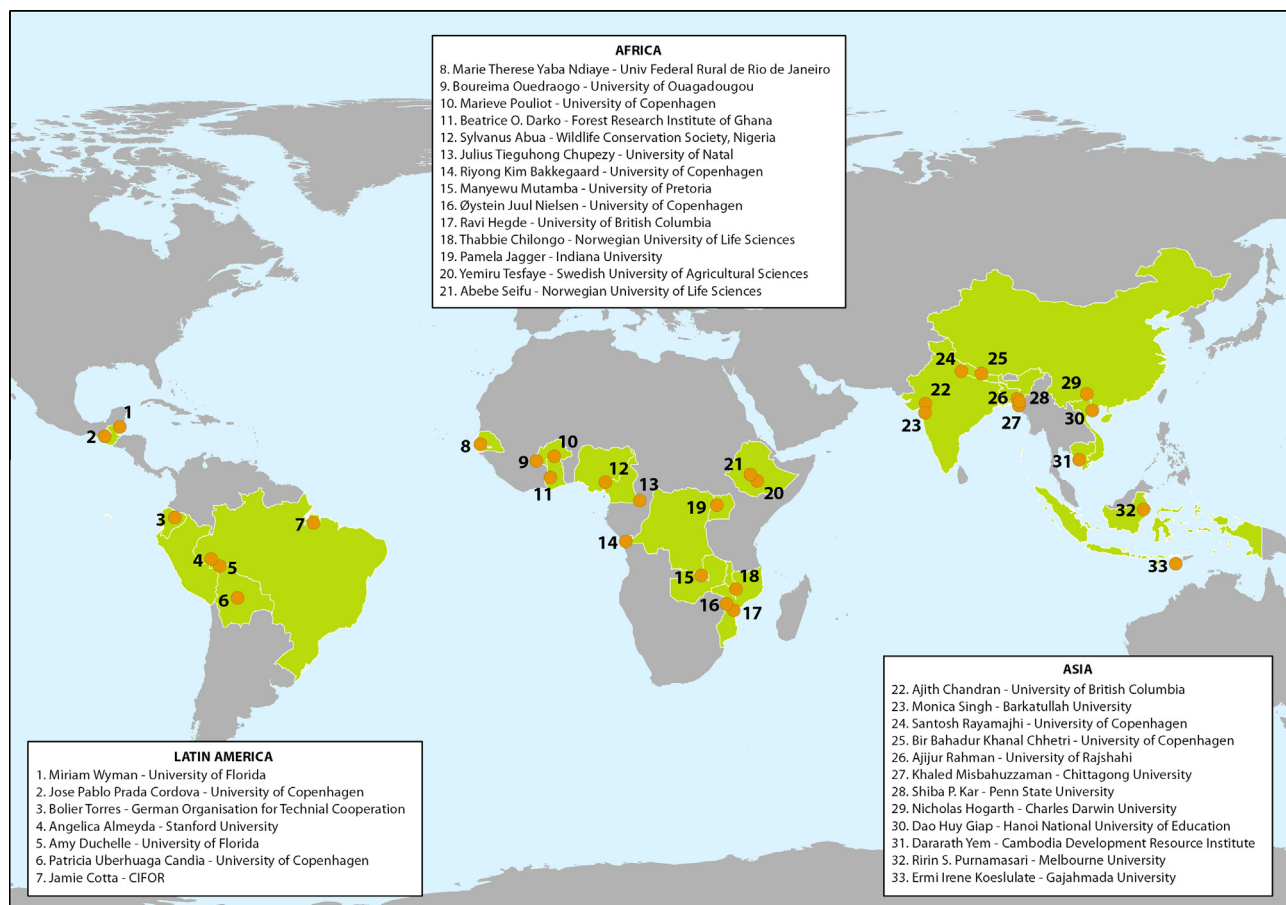 AFRICA
8. Marie Therese Yaba Ndiaye - Univ Federal Rural de Rio de Janeiro
9. Boureima Ouedraogo - University of Ouagadougou
10. Marieve Pouliot - University of Copenhagen
11. Beatrice O. Darko - Forest Research Institute of Ghana
12. Sylvanus Abua - Wildlife Conservation Society, Nigeria
13. Julius Tieguhong Chupezy - University of Natal
14. Riyong Kim Bakkegaard - University of Copenhagen
15. Manyewu Mutamba - University of Pretoria
16. Øystein Juul Nielsen - University of Copenhagen
17. Ravi Hegde - University of British Columbia
18. Thabbie Chilongo - Norwegian University of Life Sciences
19. Pamela Jagger - Indiana University
20. Yemiru Tesfaye - Swedish University of Agricultural Sciences
21. Abebe Seifu - Norwegian University of Life Sciences
1
2
3
4
5
6
7
8
9
10
11
12
13
14
15
16
17
18
19
20
21
22
23
24
25
26
27
28
29
30
31
32
33
LATIN AMERICA
1. Miriam Wyman - University of Florida
2. Jose Pablo Prada Cordova - University of Copenhagen
3. Bolier Torres - German Organisation for Technial Cooperation
4. Angelica Almeyda - Stanford University
5. Amy Duchelle - University of Florida
6. Patricia Uberhuaga Candia - University of Copenhagen
7. Jamie Cotta - CIFOR
ASIA
22. Ajith Chandran - University of British Columbia
23. Monica Singh - Barkatullah University
24. Santosh Rayamajhi - University of Copenhagen
25. Bir Bahadur Khanal Chhetri - University of Copenhagen
26. Ajijur Rahman - University of Rajshahi
27. Khaled Misbahuzzaman - Chittagong University
28. Shiba P. Kar - Penn State University
29. Nicholas Hogarth - Charles Darwin University
30. Dao Huy Giap - Hanoi National University of Education
31. Dararath Yem - Cambodia Development Resource Institute
32. Ririn S. Purnamasari - Melbourne University
33. Ermi Irene Koeslulate - Gajahmada University